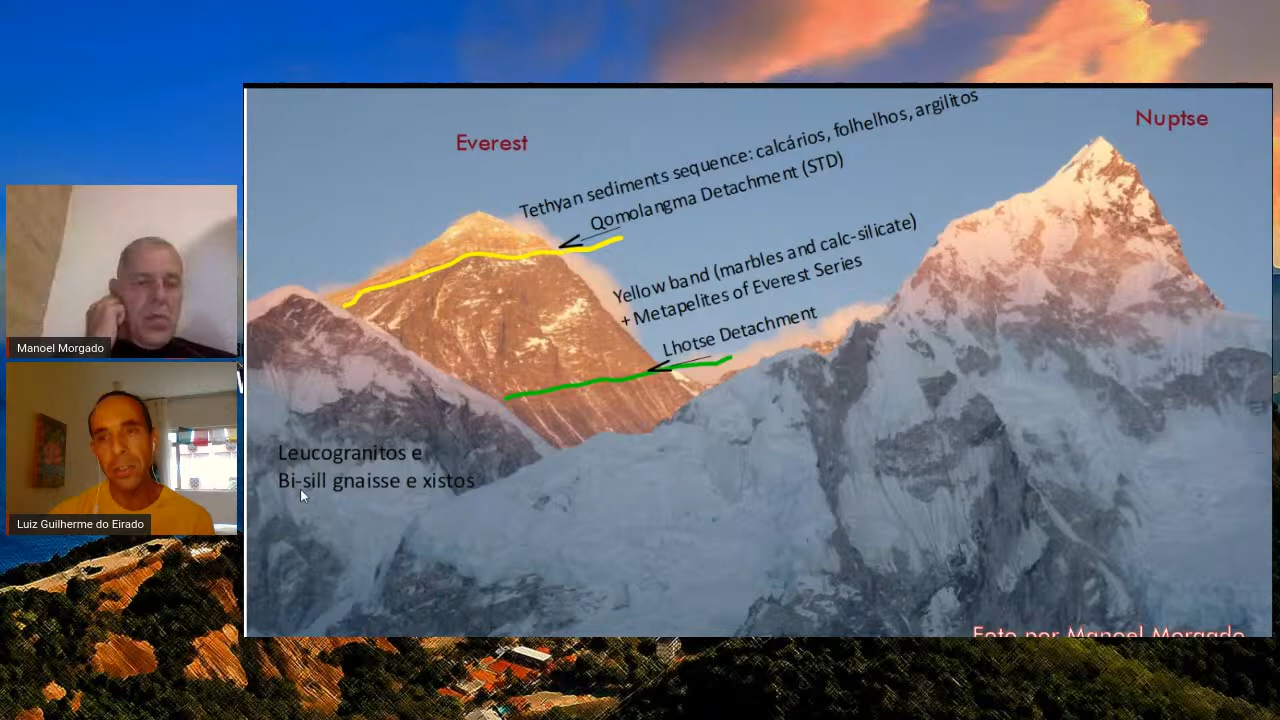 Everest
Nuptse
Tethyan sediments sequence: calcários, folhelhos, argilitos
Qomolangma Detachment (STD)
Yellow band (marbles and calc-silicate)
+ Metapelites of Everest Series
Lhotse Detachment
Leucogranitos e
Bi-sill gnaisse e xistos
Foto por Manoel Morgado
Manoel Morgado
Luiz Guilherme do Eirado